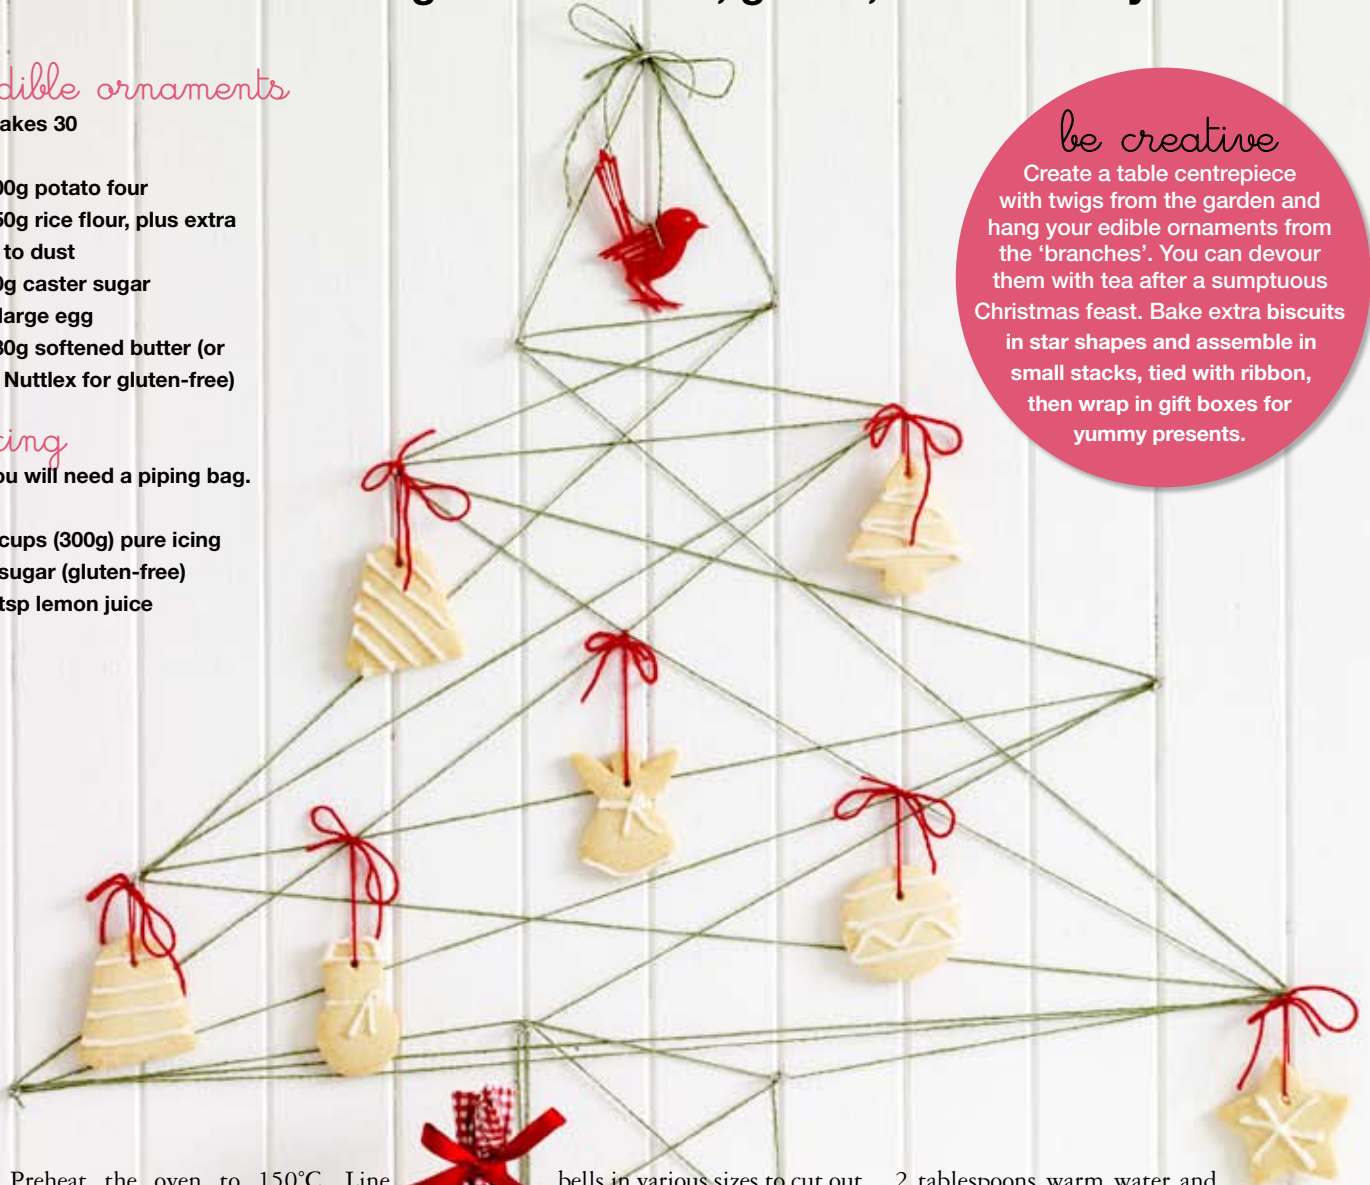 dible ornaments
akes 30
00g potato four
50g rice flour, plus extra
to dust
0g caster sugar
large egg
80g softened butter (or
Nuttlex for gluten-free)
cing
ou will need a piping bag.
cups (300g) pure icing
sugar (gluten-free)
tsp lemon juice
be creative
Create a table centrepiece
with twigs from the garden and
hang your edible ornaments from
the ‘branches’. You can devour
them with tea after a sumptuous
Christmas feast. Bake extra biscuits
in star shapes and assemble in
small stacks, tied with ribbon,
then wrap in gift boxes for
yummy presents.
Preheat the oven to 150°C. Line
bells in various sizes to cut out
2 tablespoons warm water and